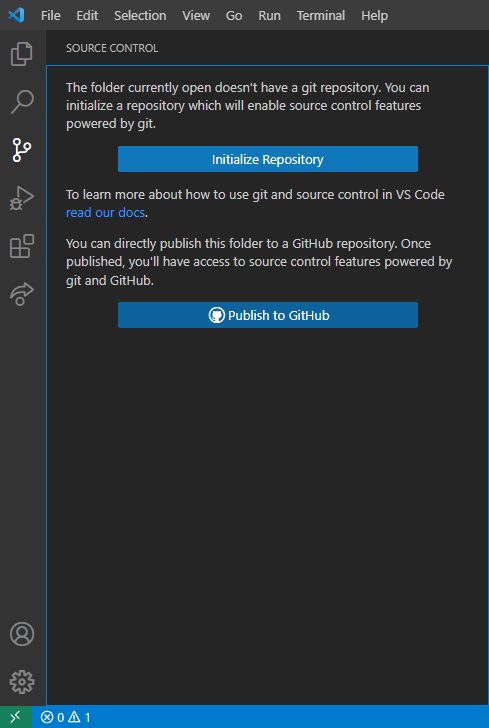 File Edit Selection View Go Run Terminal Help
SOURCE CONTROL
The folder currently open doesn't have a git repository. You can
initialize a repository which will enable source control features
powered by git.
Initialize Repository
To learn more about how to use git and source control in VS Code
read our docs.
You can directly publish this folder to a GitHub repository. Once
published, you'll have access to source control features powered by
git and GitHub.
Publish to GitHub
0 1